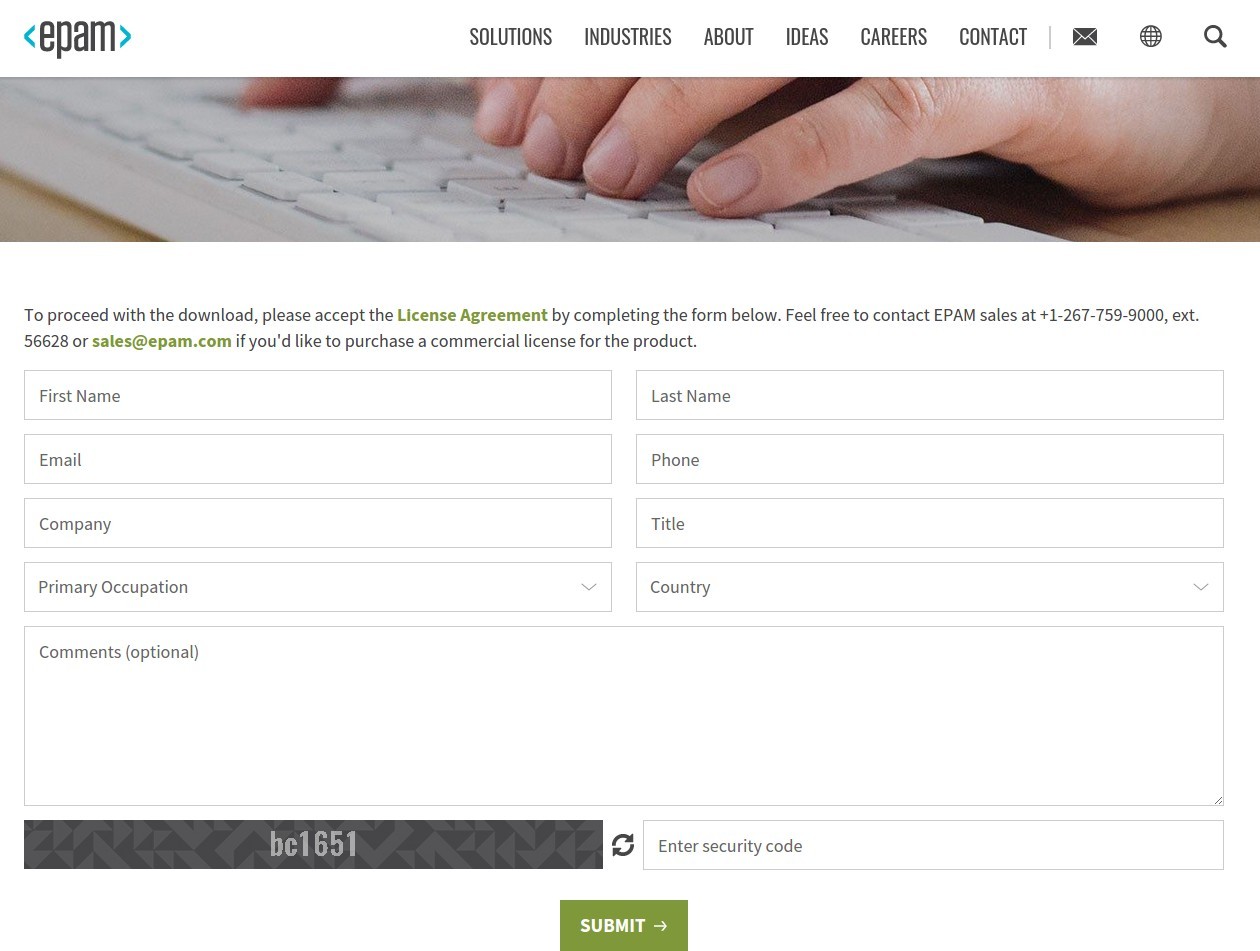 <epam>
SOLUTIONS INDUSTRIES ABOUT IDEAS CAREERS CONTACT
To proceed with the download, please accept the License Agreement by completing the form below. Feel free to contact EPAM sales at +1-267-759-9000, ext.
56628 or sales@epam.com if you'd like to purchase a commercial license for the product.
First Name Last Name
Email Phone
Company Title
Primary Occupation Country
Comments (optional)
bc1651 Enter security code
SUBMIT →